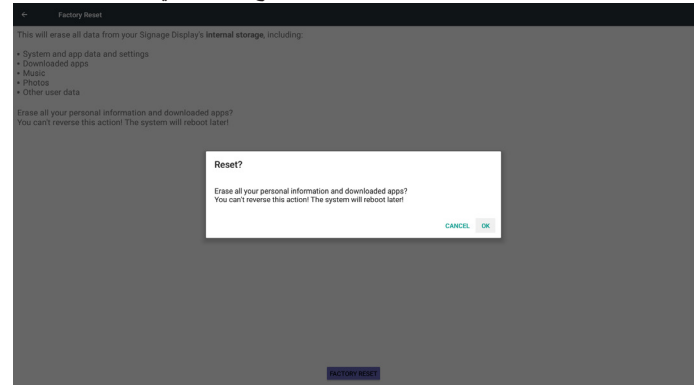 ← Factory Reset
This will erase all data from your Signage Display's internal storage, including:
• System and app data and settings
• Downloaded apps
• Music
• Photos
• Other user data
Erase all your personal information and downloaded apps?
You can't reverse this action! The system will reboot later!
Reset?
Erase all your personal information and downloaded apps?
You can't reverse this action! The system will reboot later!
CANCEL OK
FACTORY RESET